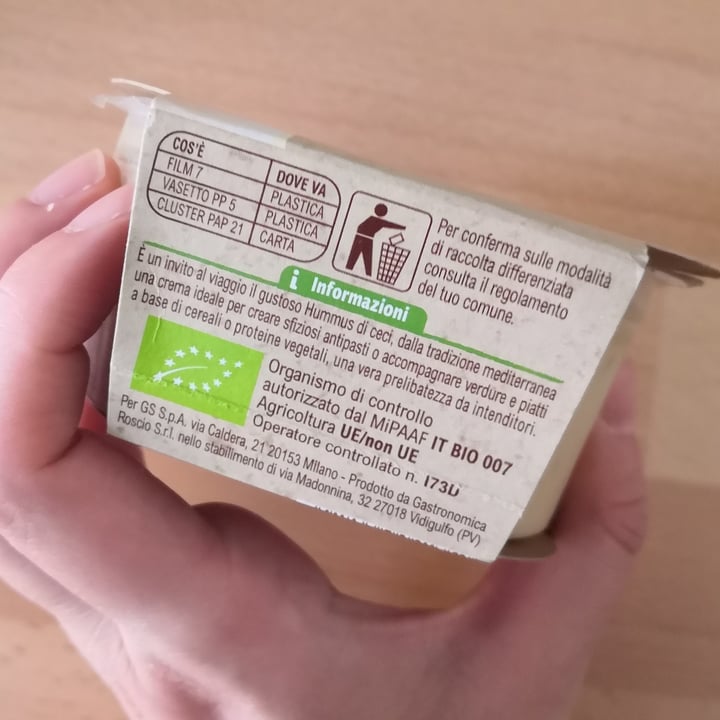 COS'È
DOVE VA
FILM 7
PLASTICA
VASETTO PP 5
PLASTICA
CLUSTER PAP 21
CARTA
Per conferma sulle modalità
di raccolta differenziata
consulta il regolamento
del tuo comune.
i Informazioni
È un invito al viaggio il gustoso Hummus di ceci, dalla tradizione mediterranea
una crema ideale per creare sfiziosi antipasti o accompagnare verdure e piatti
a base di cereali o proteine vegetali, una vera prelibatezza da intenditori.
Organismo di controllo
autorizzato dal MiPAAF IT BIO 007
Agricoltura UE/non UE
Operatore controllato n. I73D
Per GS S.p.A. via Caldera, 21 20153 Milano - Prodotto da Gastronomica
Roscio S.r.l. nello stabilimento di via Madonnina, 32 27018 Vidigulfo (PV)